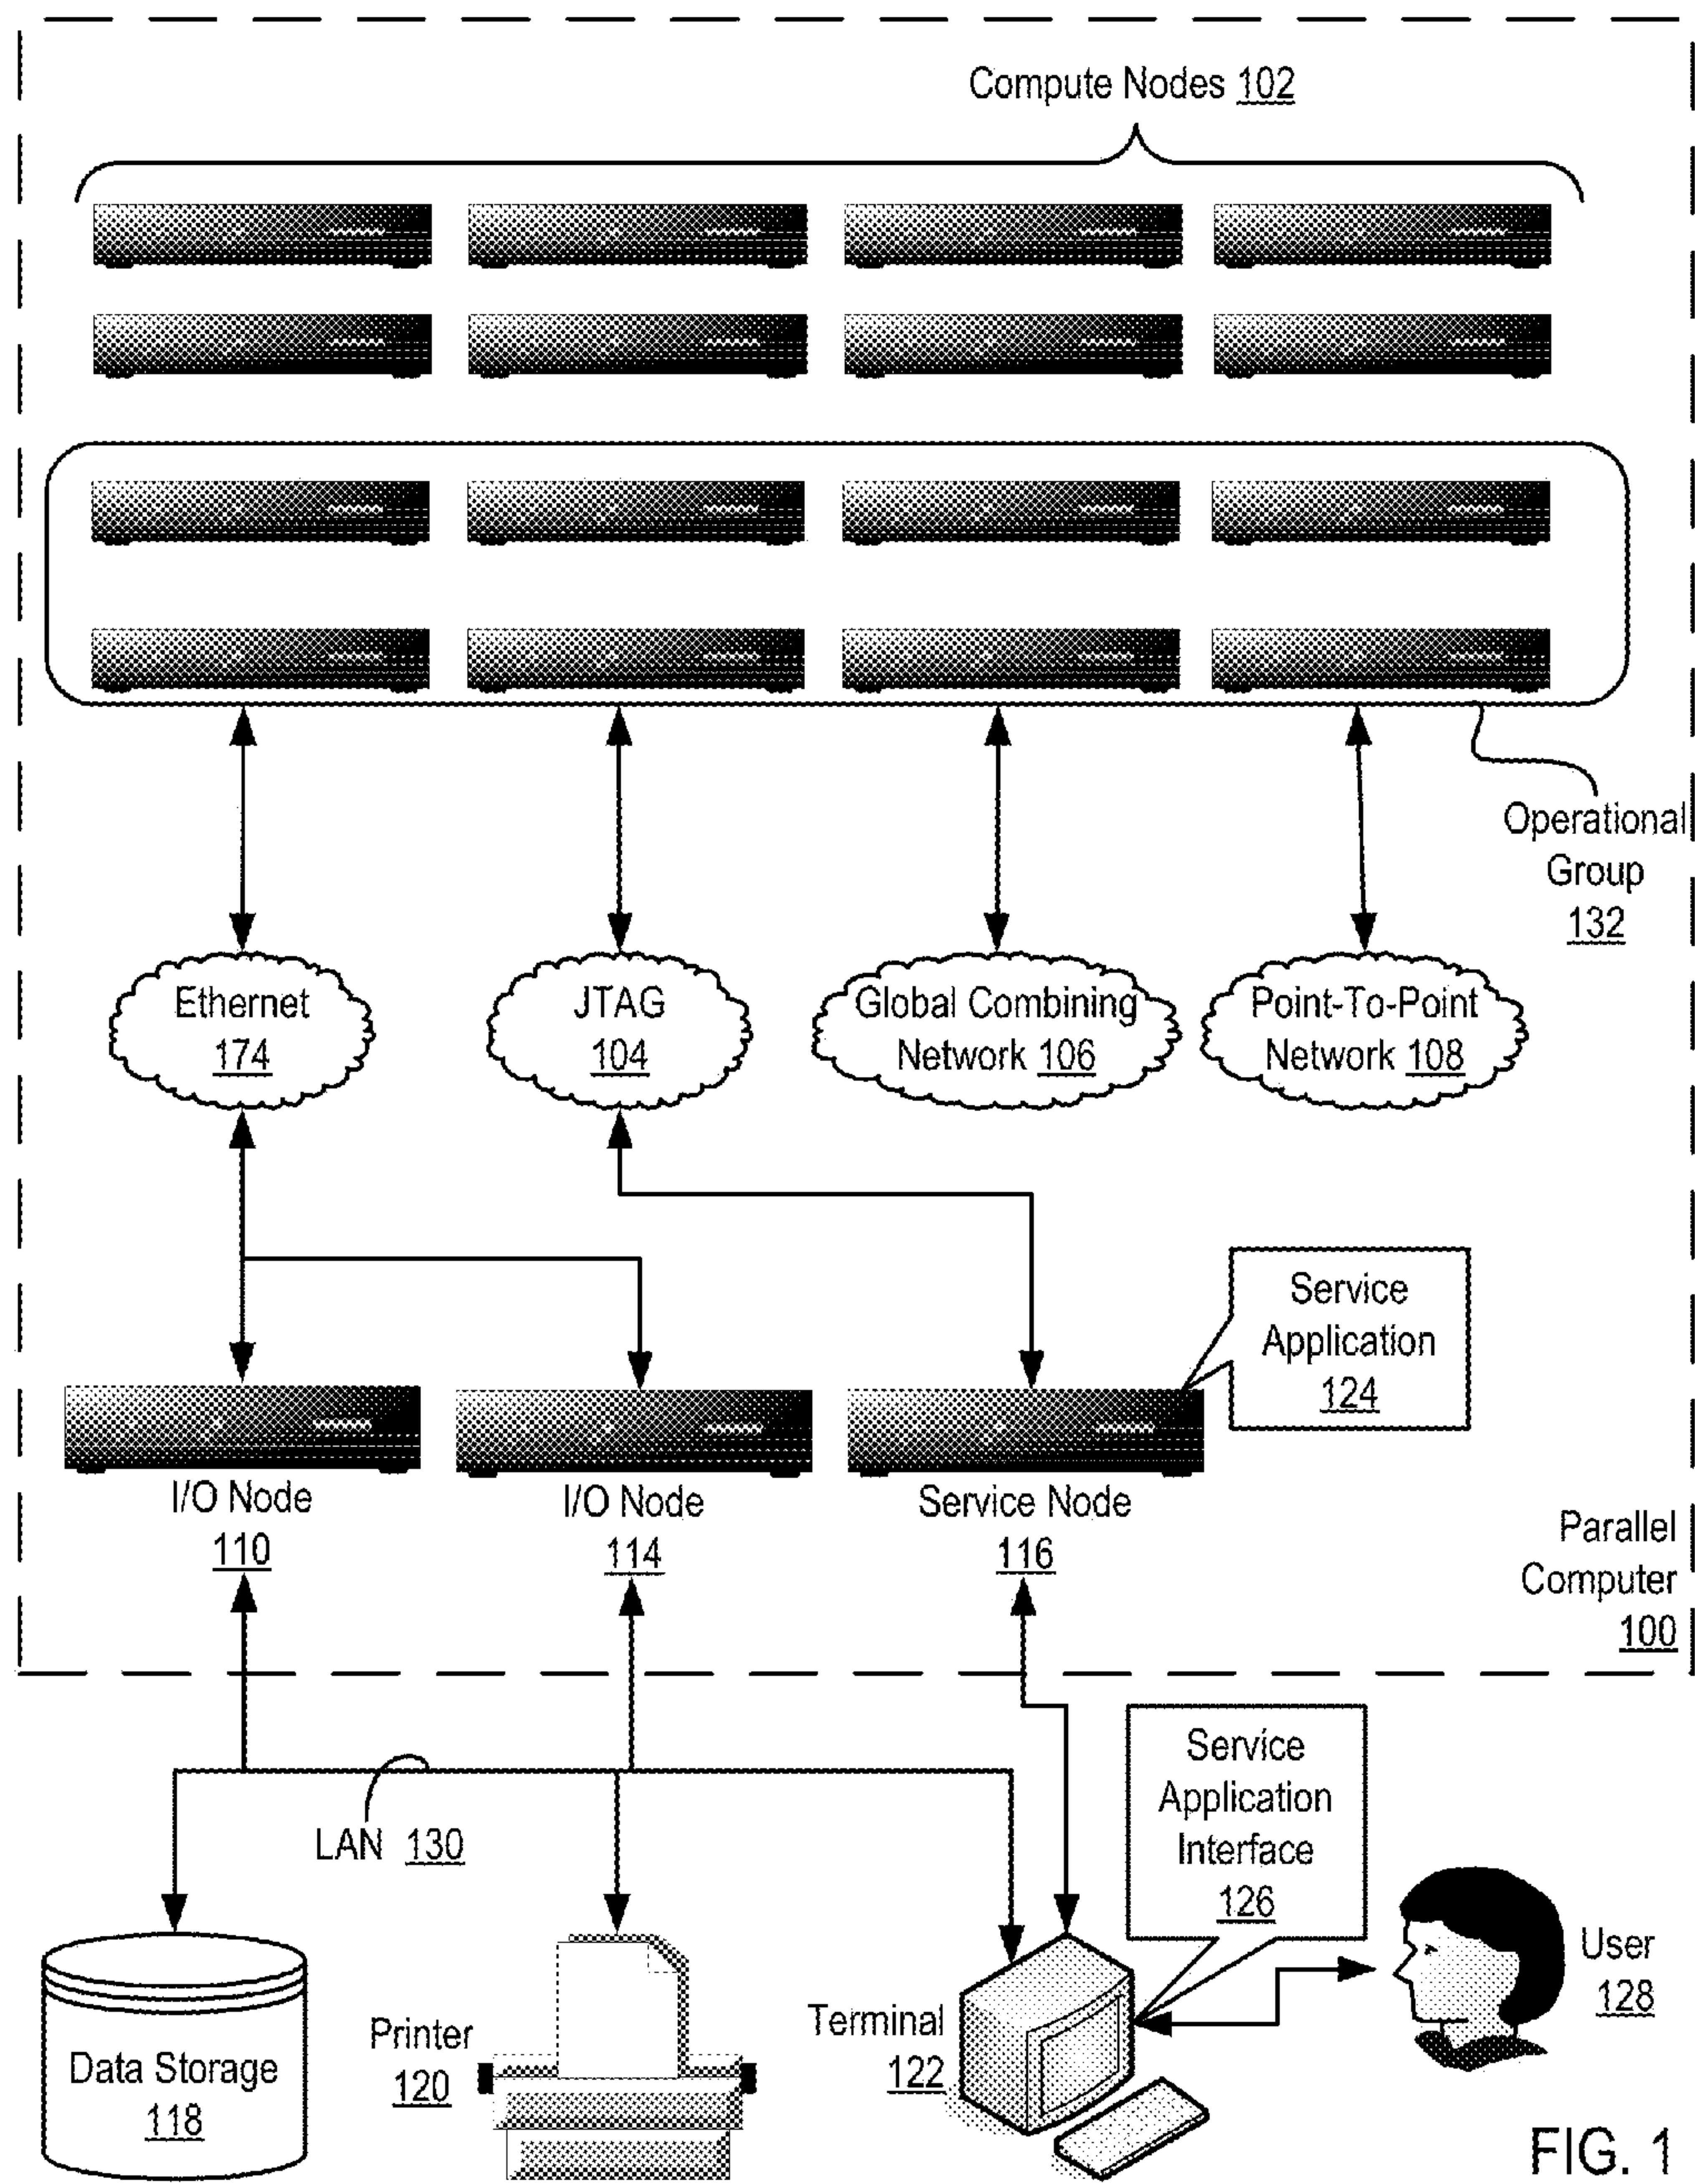 Compute Nodes 102
Operational
Group
132
Ethernet
174
JTAG
104
Global Combining
Network 106
Point-To-Point
Network 108
Service
Application
124
I/O Node
110
I/O Node
114
Service Node
116
Parallel
Computer
100
LAN 130
Service
Application
Interface
126
Data Storage
118
Printer
120
Terminal
122
User
128
FIG. 1